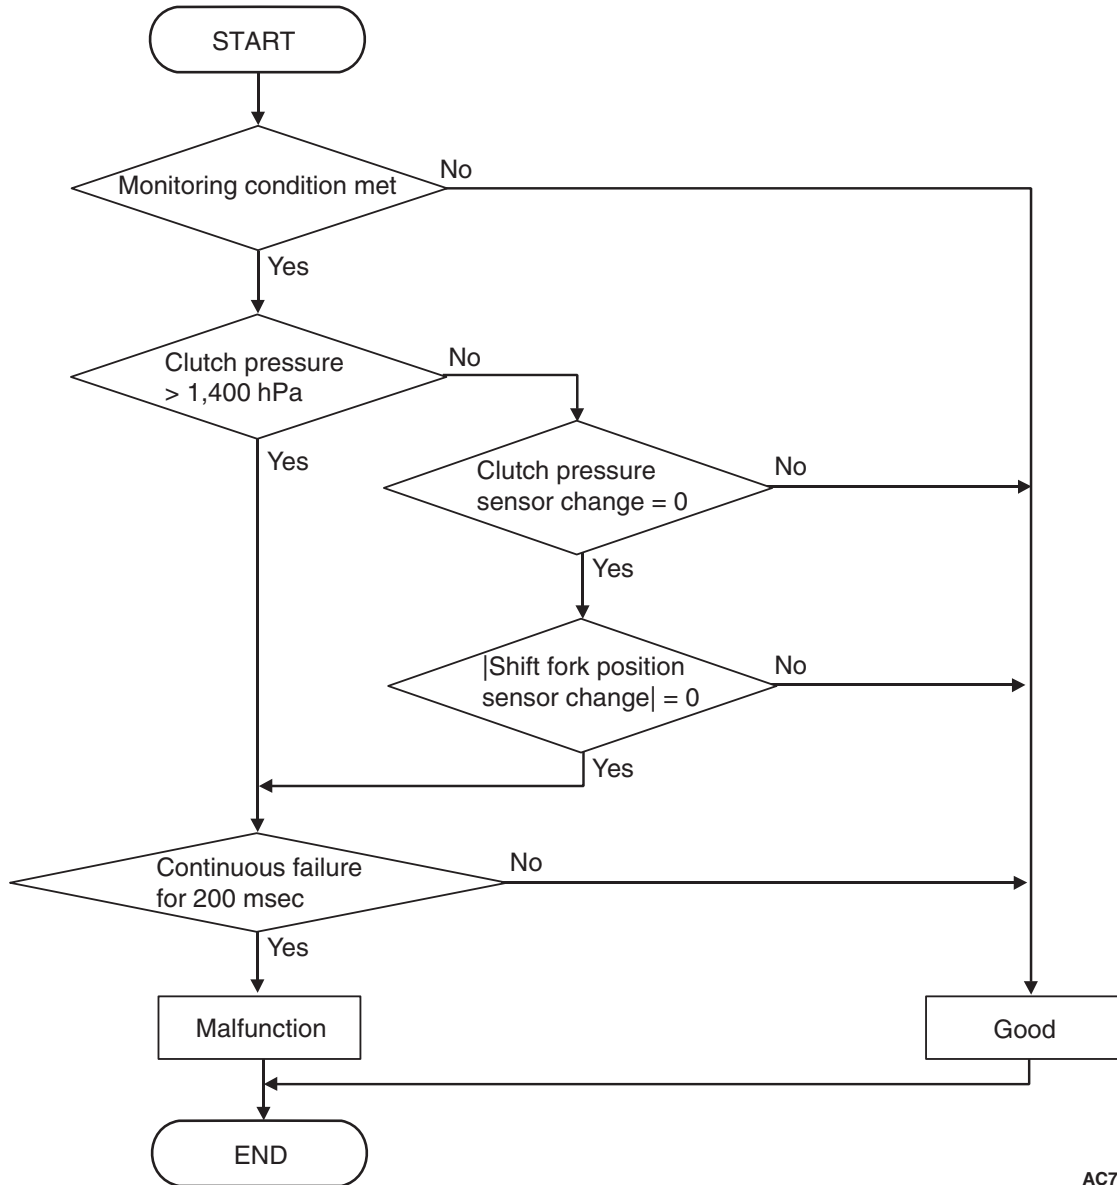 START
Monitoring condition met
No
Yes
Clutch pressure
> 1,400 hPa
No
Yes
Clutch pressure
sensor change = 0
No
Yes
|Shift fork position
sensor change| = 0
No
Yes
Continuous failure
for 200 msec
No
Yes
Malfunction
Good
END
AC7